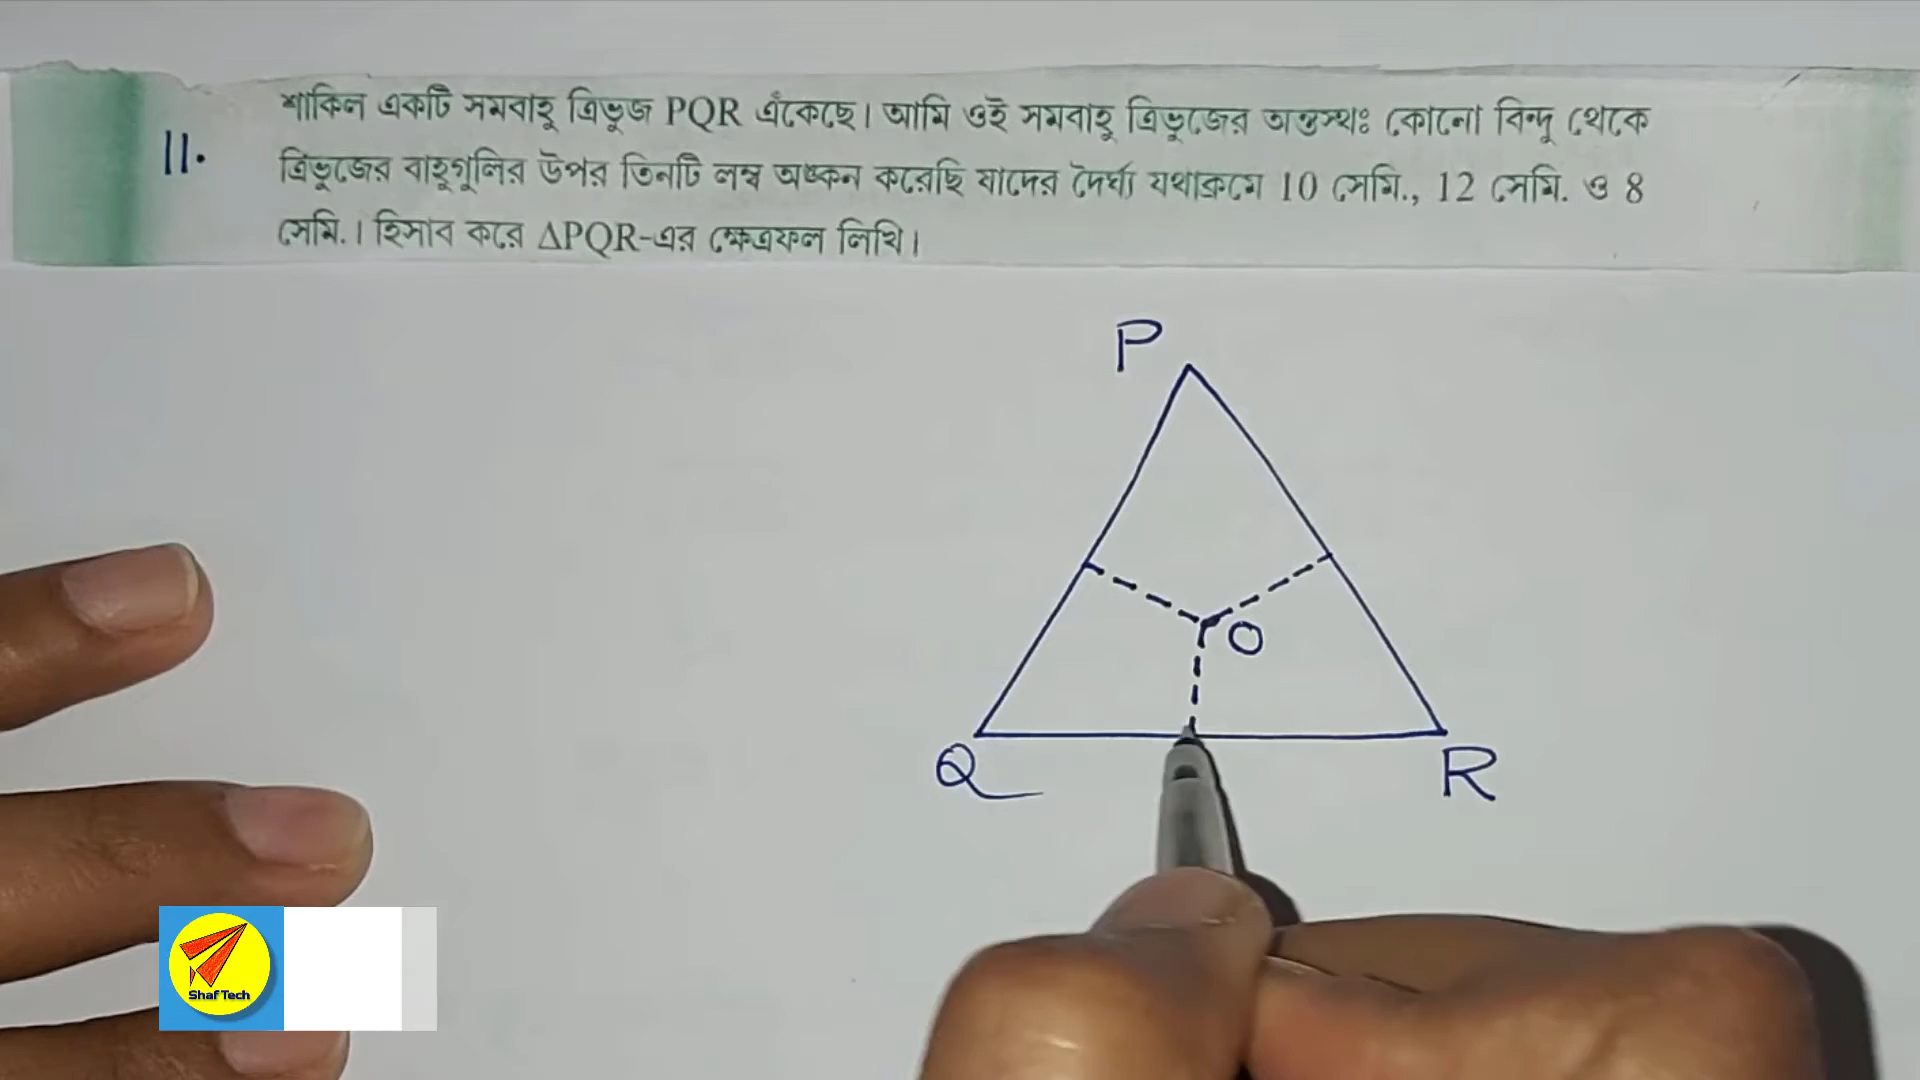 শাকিল একটি সমবাহু ত্রিভুজ PQR এঁকেছে। আমি ওই সমবাহু ত্রিভুজের অন্তস্থঃ কোনো বিন্দু থেকে
11. ত্রিভুজের বাহুগুলির উপর তিনটি লম্ব অঙ্কন করেছি যাদের দৈর্ঘ্য যথাক্রমে 10 সেমি., 12 সেমি. ও 8
সেমি.। হিসাব করে ΔPQR-এর ক্ষেত্রফল লিখি।
P
O
Q R
Shaf Tech